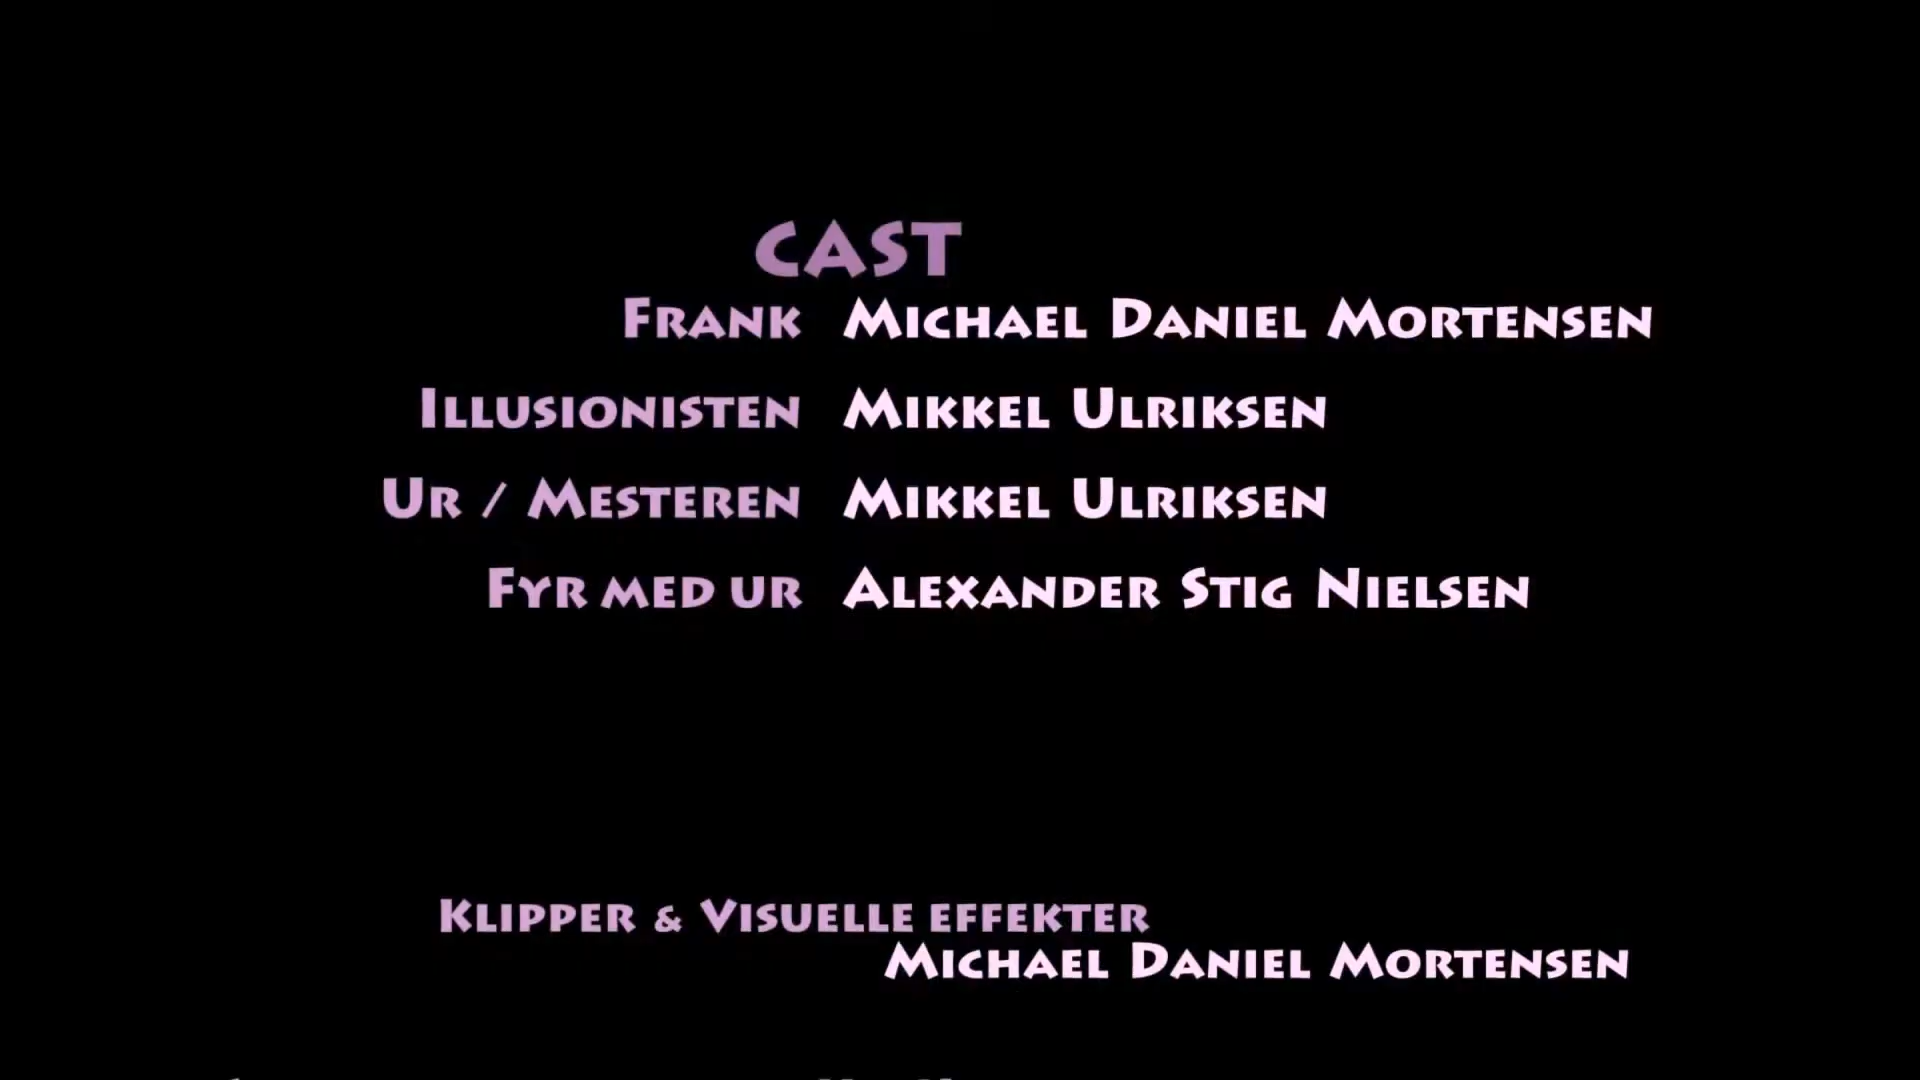 CAST
FRANK MICHAEL DANIEL MORTENSEN
ILLUSIONISTEN MIKKEL ULRIKSEN
UR / MESTEREN MIKKEL ULRIKSEN
FYR MED UR ALEXANDER STIG NIELSEN
KLIPPER & VISUELLE EFFEKTER
MICHAEL DANIEL MORTENSEN